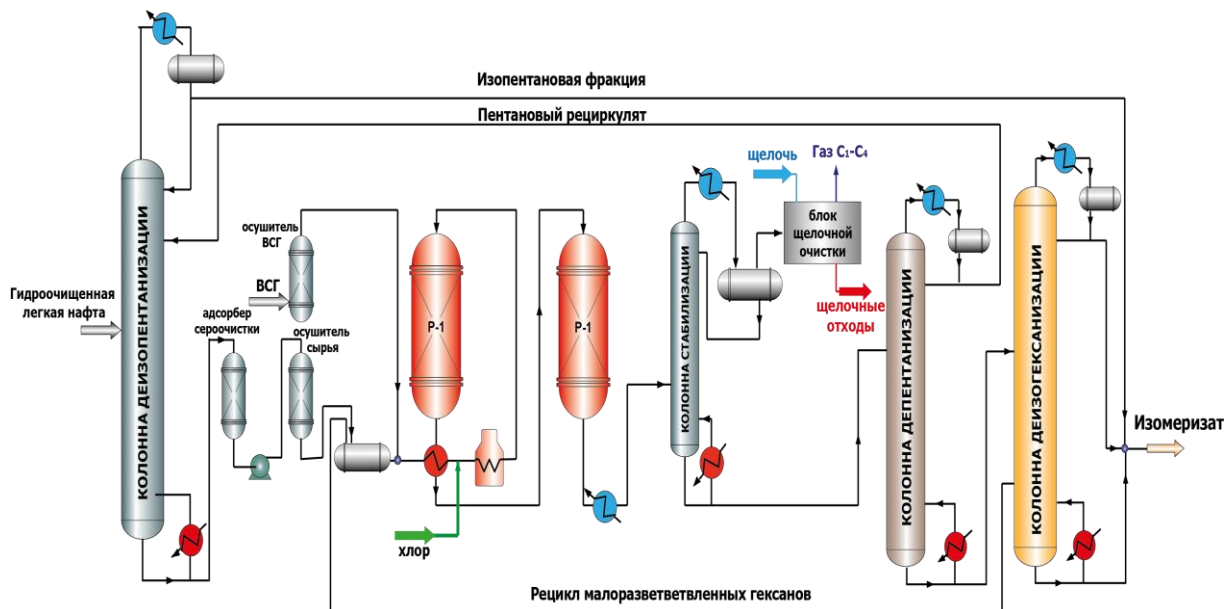 Изопентановая фракция
Пентановый рециркулят
КОЛОННА ДЕИЗОПЕНТАНИЗАЦИИ
Гидроочищенная
легкая нафта
осушитель
ВСГ
ВСГ
адсорбер
сероочистки
осушитель
сырья
Р-1
Р-1
хлор
КОЛОННА СТАБИЛИЗАЦИИ
щелочь
Газ С₁-С₄
блок
щелочной
очистки
щелочные
отходы
КОЛОННА ДЕПЕНТАНИЗАЦИИ
КОЛОННА ДЕИЗОГЕКСАНИЗАЦИИ
Изомеризат
Рецикл малоразветветвленных гексанов